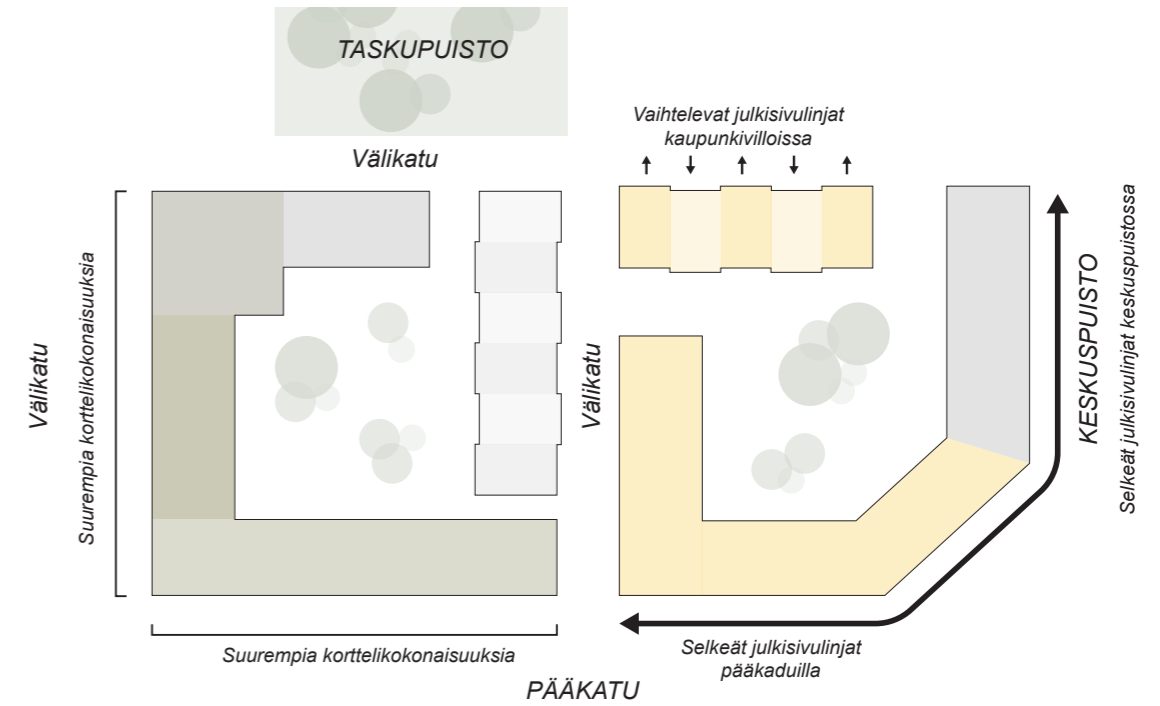 TASKUPUISTO
Välikatu
Vaihtelevat julkisivulinjat
kaupunkivilloissa
Välikatu
Suurempia korttelikokonaisuuksia
Välikatu
KESKUSPUISTO
Selkeät julkisivulinjat keskuspuistossa
Suurempia korttelikokonaisuuksia
Selkeät julkisivulinjat
pääkaduilla
PÄÄKATU